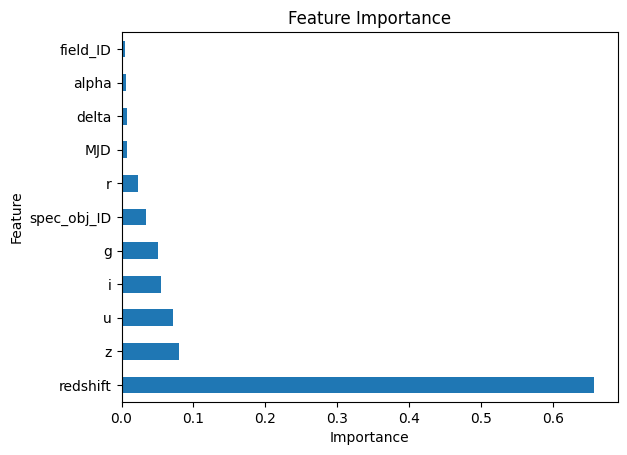 Feature Importance
field_ID
alpha
delta
MJD
r
spec_obj_ID
g
i
u
z
redshift
Feature
0.0 0.1 0.2 0.3 0.4 0.5 0.6
Importance